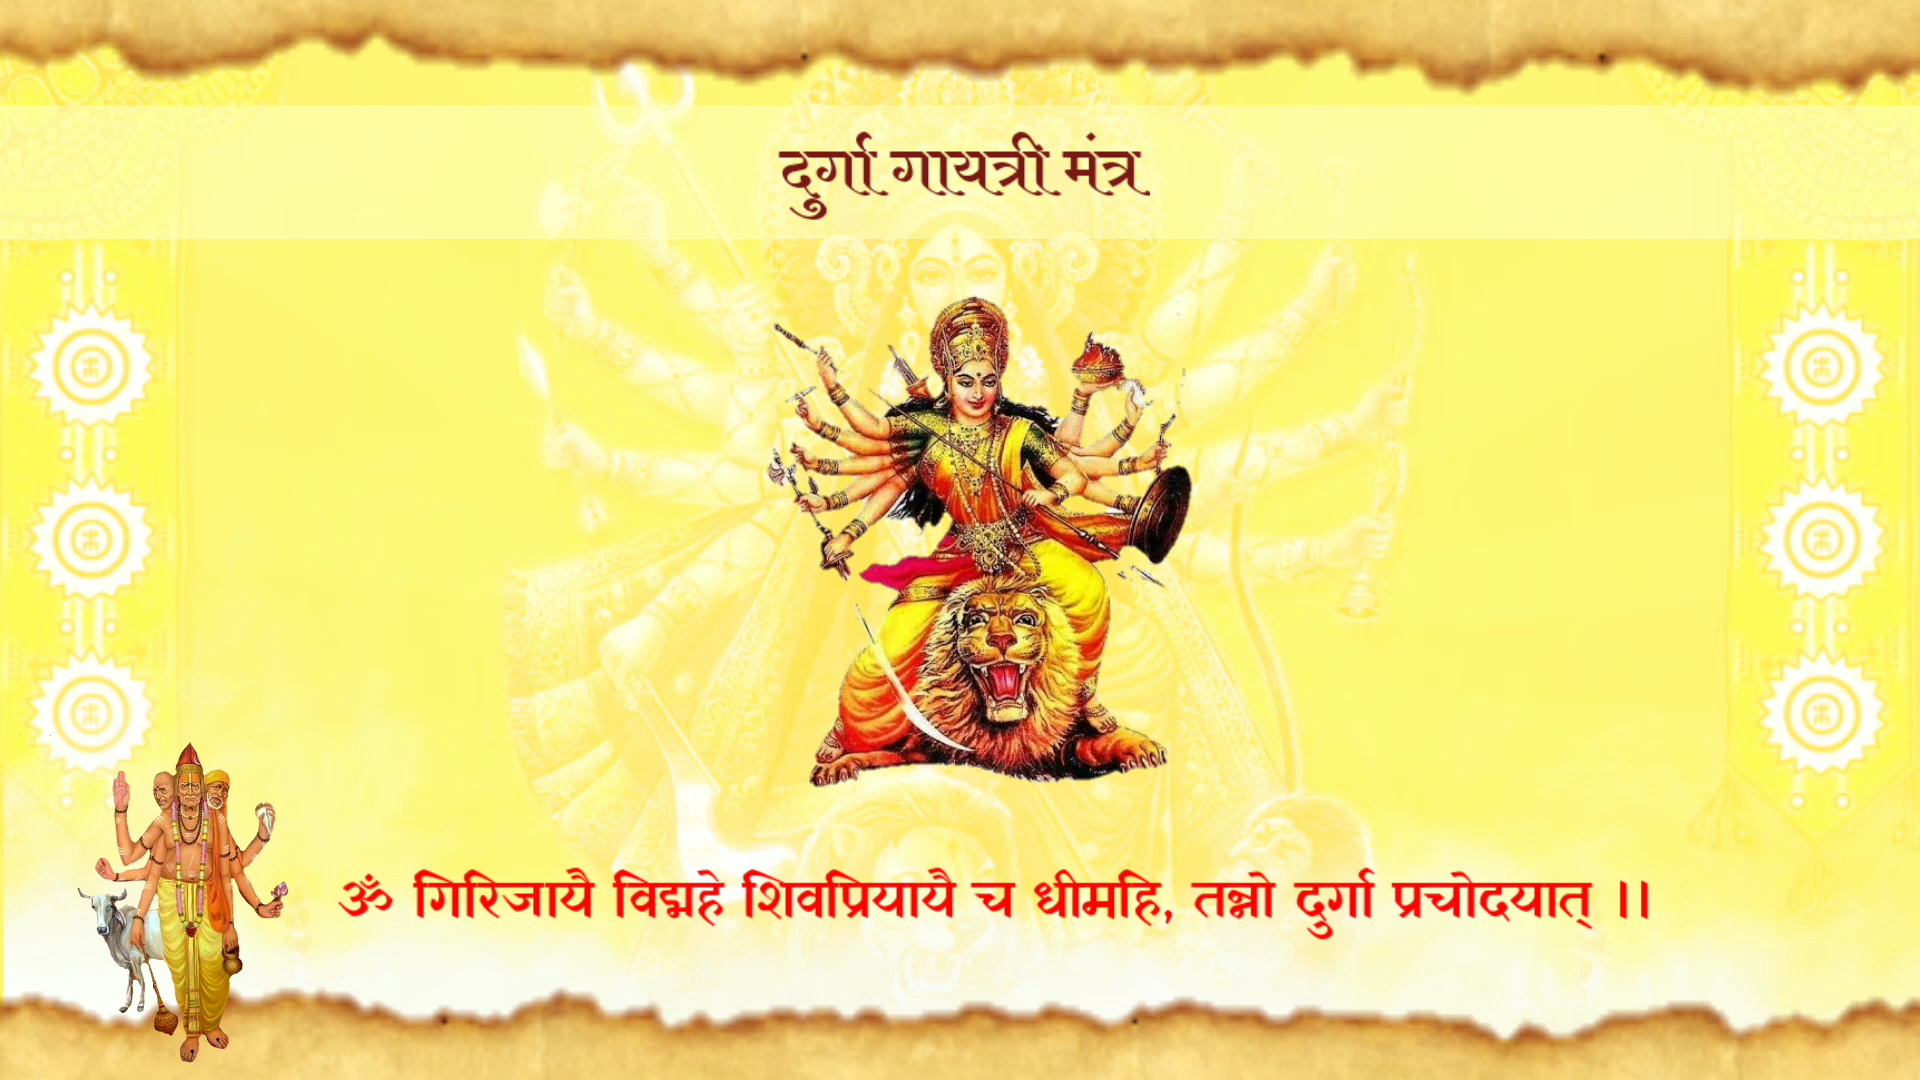 दुर्गा गायत्री मंत्र
ॐ गिरिजायै विद्महे शिवप्रियायै च धीमहि, तन्नो दुर्गा प्रचोदयात् ।।